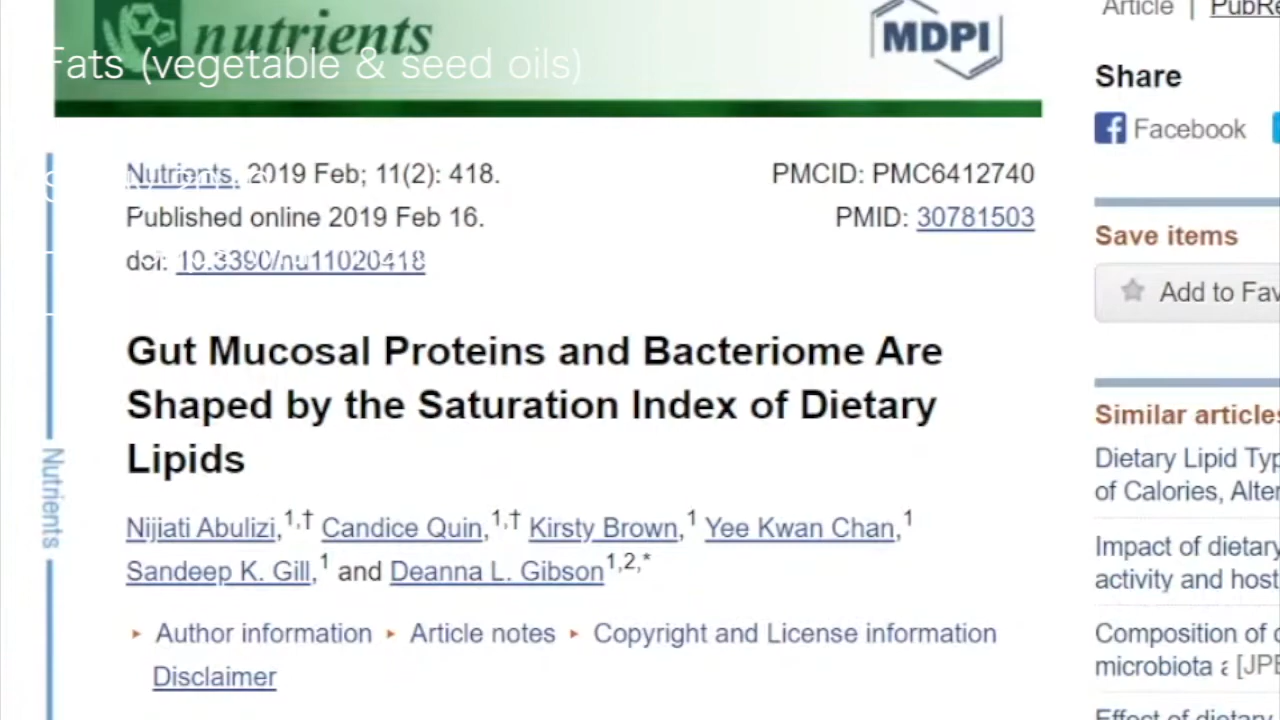 nutrients
MDPI
Fats (vegetable & seed oils)
Nutrients. 2019 Feb; 11(2): 418.
PMCID: PMC6412740
Published online 2019 Feb 16.
PMID: 30781503
doi: 10.3390/nu11020418
Gut Mucosal Proteins and Bacteriome Are
Shaped by the Saturation Index of Dietary
Lipids
Nijiati Abulizi,1,† Candice Quin,1,† Kirsty Brown,1 Yee Kwan Chan,1
Sandeep K. Gill,1 and Deanna L. Gibson1,2,*
Author information Article notes Copyright and License information
Disclaimer
Nutrients
Article | PubRe
Share
Facebook
Save items
Add to Fav
Similar articles
Dietary Lipid Typ
of Calories, Alter
Impact of dietary
activity and host
Composition of d
microbiota a [JPE
Effect of dietary